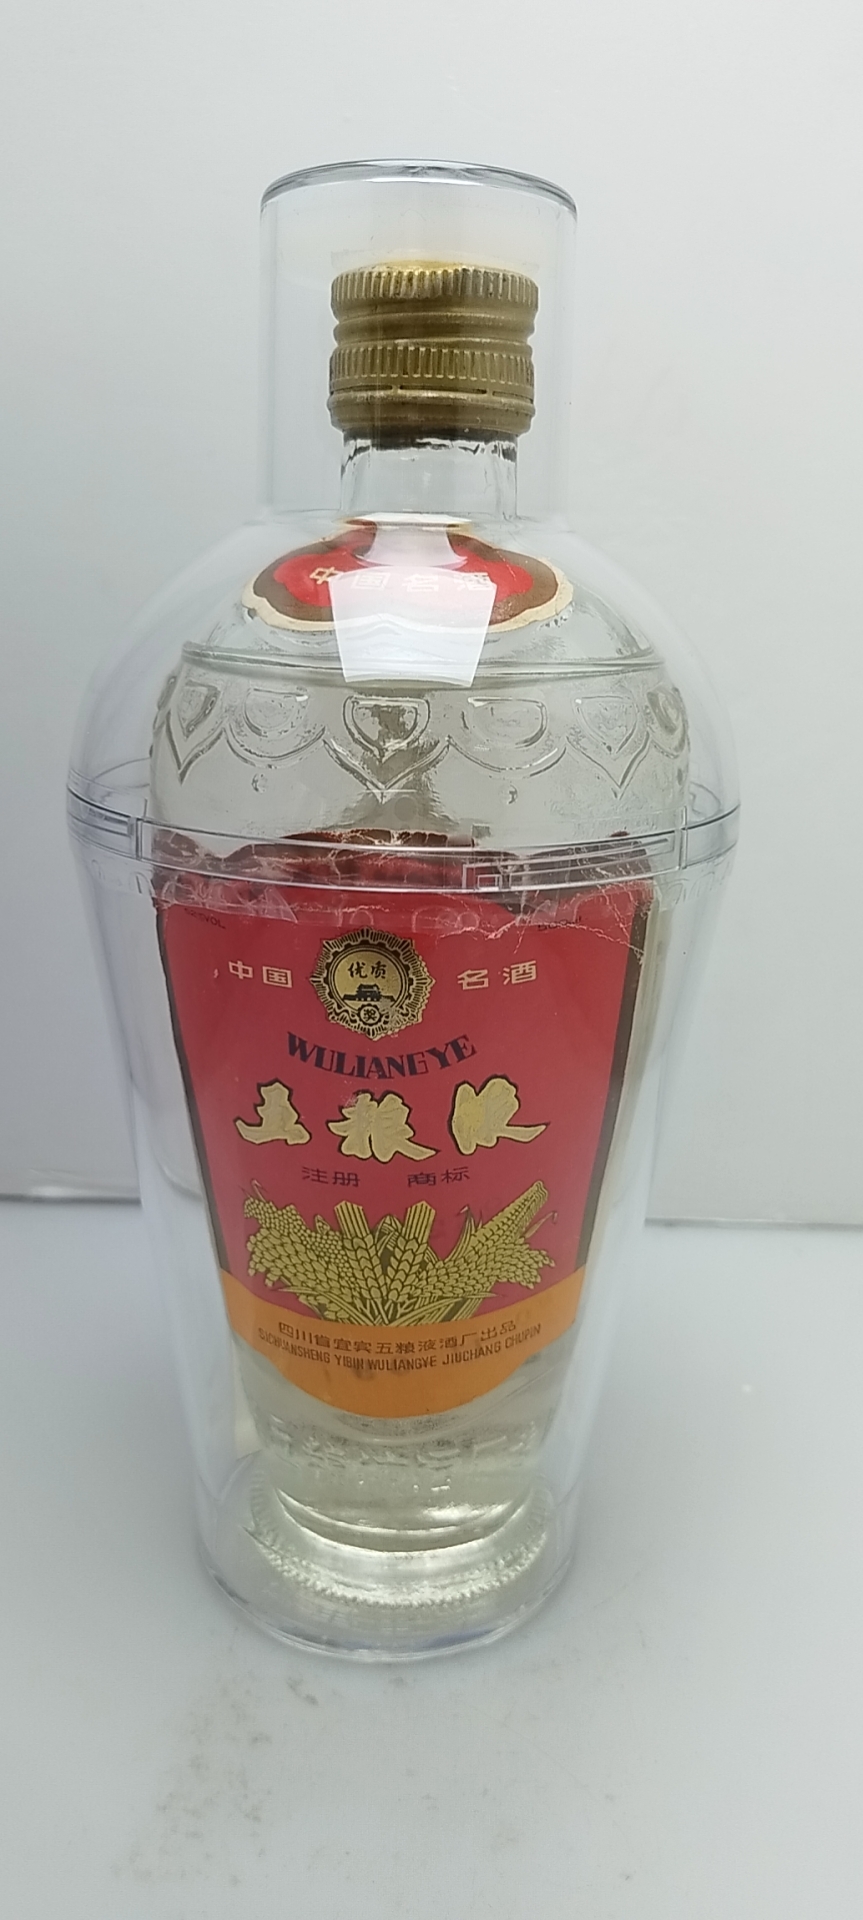 中国名酒
中国 优质 名酒
奖
WULIANGYE
五粮液
注册 商标
四川省宜宾五粮液酒厂出品
SICHUANSHENG YIBIN WULIANGYE JIUCHANG CHUPIN